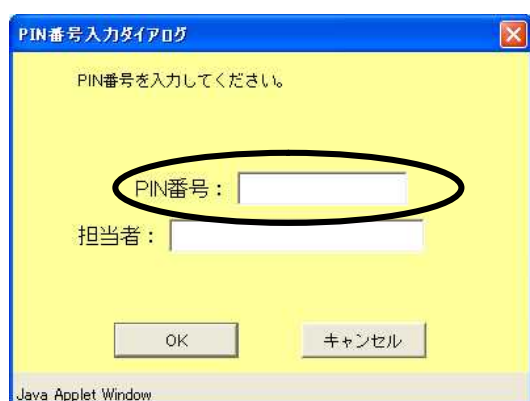 PIN番号入力ダイアログ
PIN番号を入力してください。
PIN番号：
担当者：
OK キャンセル
Java Applet Window